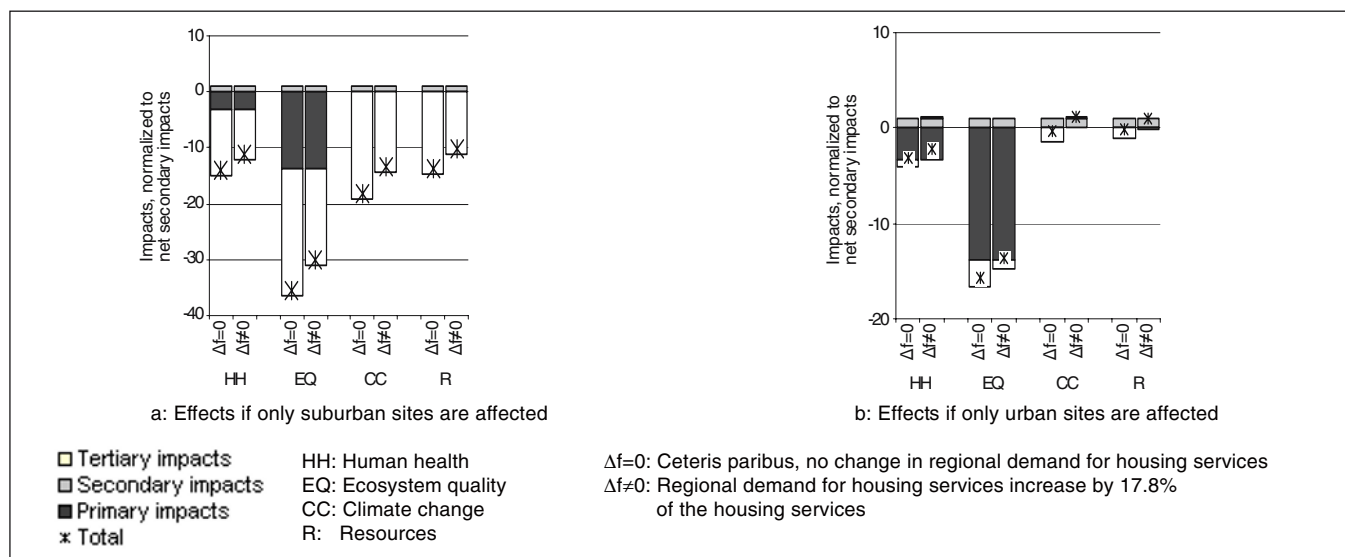 Impacts, normalized to
net secondary impacts
10
0
-10
-20
-30
-40
Δf=0
Δf≠0
Δf=0
Δf≠0
Δf=0
Δf≠0
Δf=0
Δf≠0
HH
EQ
CC
R
a: Effects if only suburban sites are affected
Impacts, normalized to
net secondary impacts
10
0
-10
-20
Δf=0
Δf≠0
Δf=0
Δf≠0
Δf=0
Δf≠0
Δf=0
Δf≠0
HH
EQ
CC
R
b: Effects if only urban sites are affected
Tertiary impacts
Secondary impacts
Primary impacts
Total
HH: Human health
EQ: Ecosystem quality
CC: Climate change
R: Resources
Δf=0: Ceteris paribus, no change in regional demand for housing services
Δf≠0: Regional demand for housing services increase by 17.8%
of the housing services